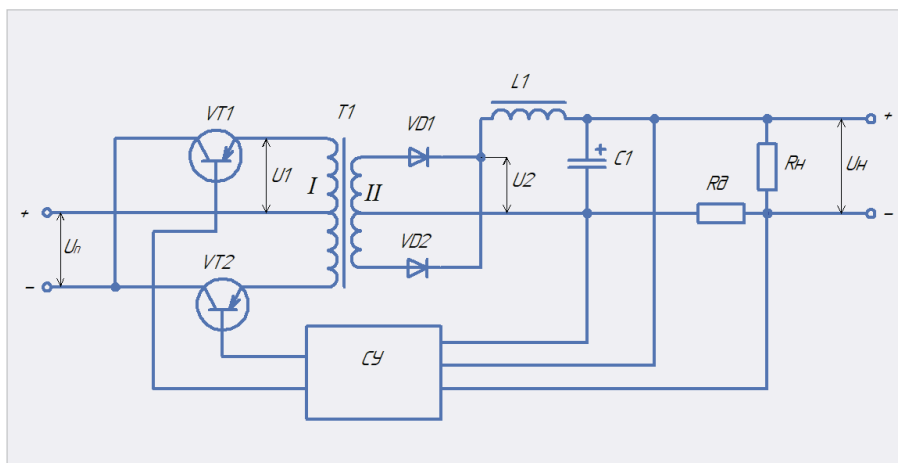 L1
VT1
T1
VD1
+
+
C1
U1
I
II
U2
Rн
Uн
Rд
+
−
Uп
VT2
VD2
−
СУ